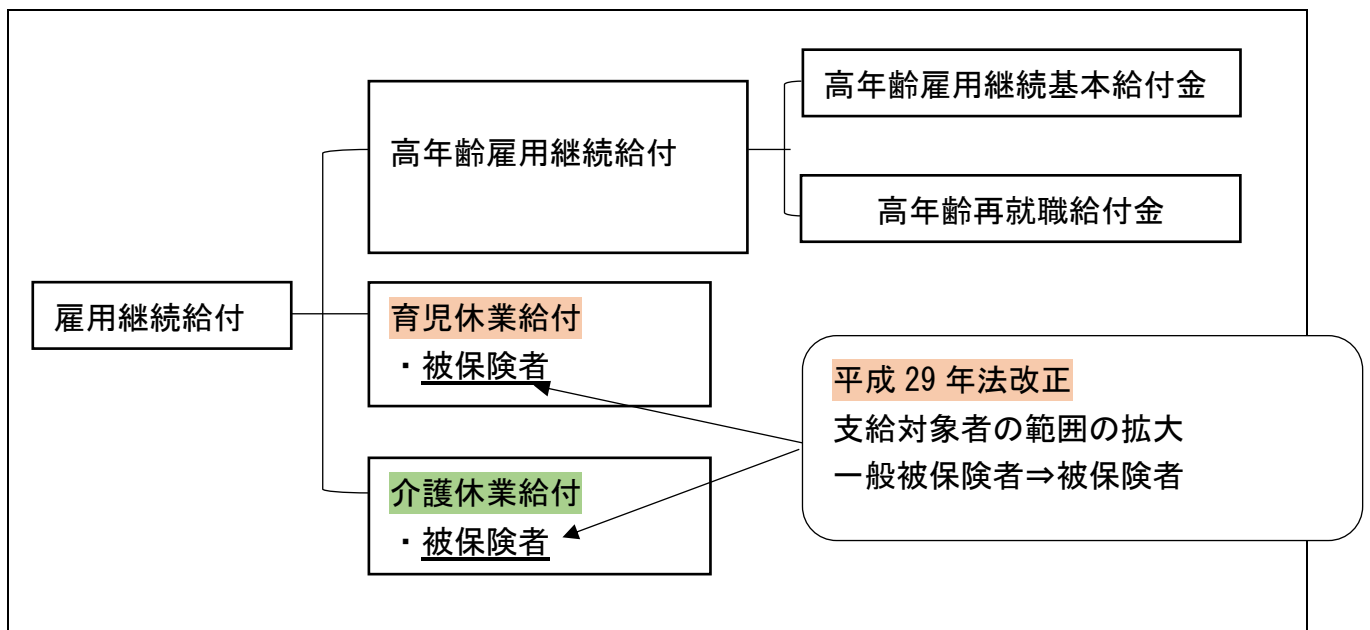 高年齢雇用継続基本給付金
高年齢雇用継続給付
高年齢再就職給付金
雇用継続給付
育児休業給付
・被保険者
平成 29 年法改正
支給対象者の範囲の拡大
一般被保険者⇒被保険者
介護休業給付
・被保険者